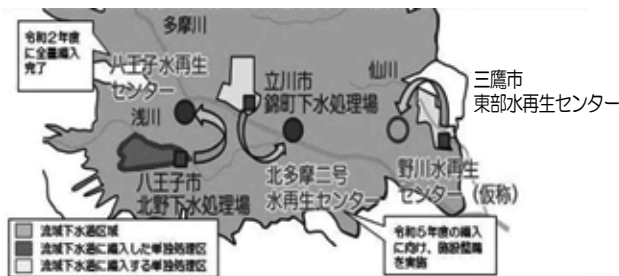 多摩川
令和2年度
に全量編入
完了
八王子水再生
センター
浅川
立川市
錦町下水処理場
仙川
三鷹市
東部水再生センター
八王子市
北野下水処理場
北多摩二号
水再生センター
野川水再生
センター（仮称）
流域下水道区域
流域下水道に編入した単独処理区
流域下水道に編入する単独処理区
令和5年度の編入
に向け、施設整備
を実施